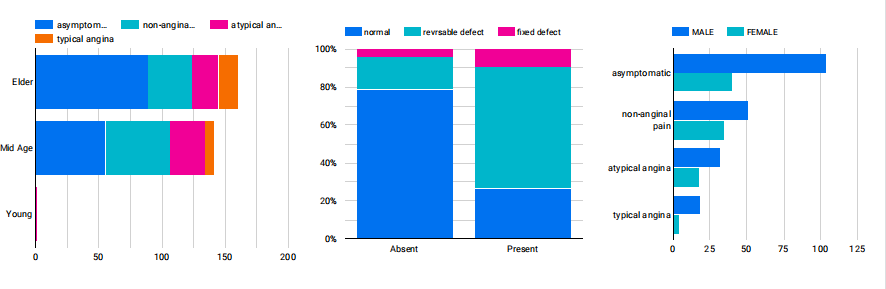 asymptom... non-angina... atypical an...
typical angina
Elder
Mid Age
Young
0 50 100 150 200
normal revrsable defect fixed defect
100%
80%
60%
40%
20%
0%
Absent Present
MALE FEMALE
asymptomatic
non-anginal
pain
atypical angina
typical angina
0 25 50 75 100 125